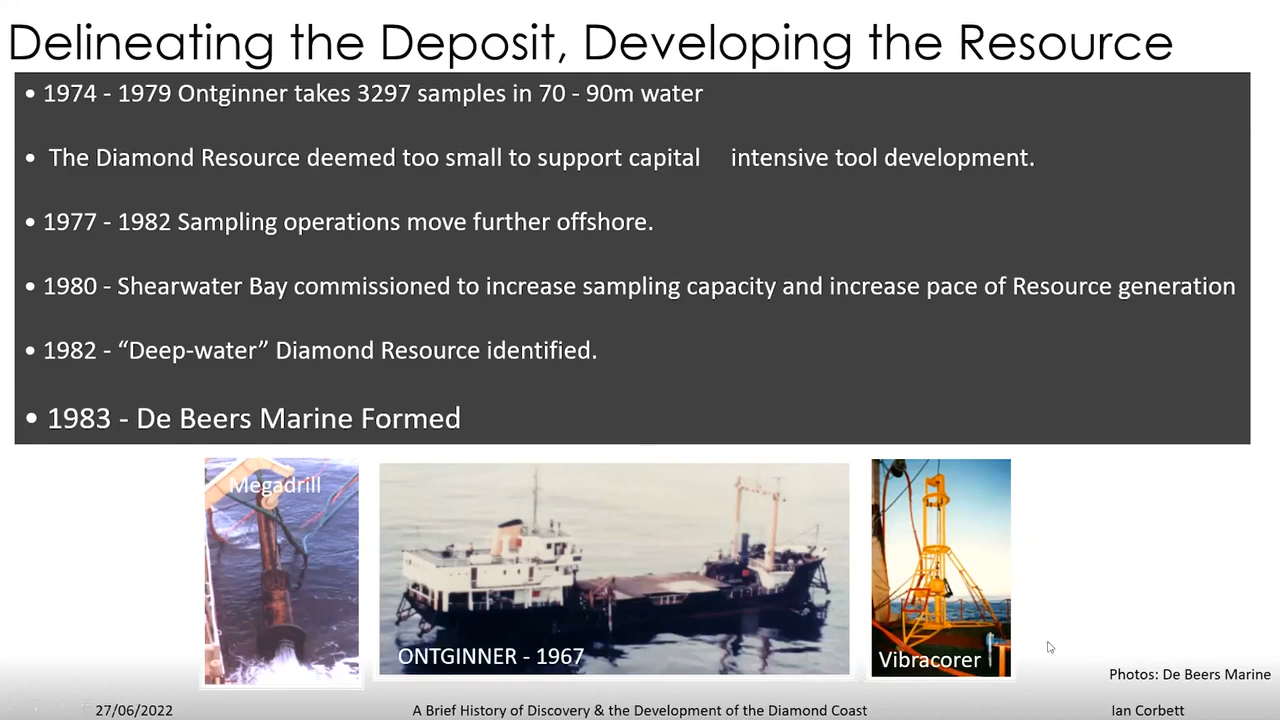 Delineating the Deposit, Developing the Resource
• 1974 - 1979 Ontginner takes 3297 samples in 70 - 90m water
• The Diamond Resource deemed too small to support capital intensive tool development.
• 1977 - 1982 Sampling operations move further offshore.
• 1980 - Shearwater Bay commissioned to increase sampling capacity and increase pace of Resource generation
• 1982 - “Deep-water” Diamond Resource identified.
• 1983 - De Beers Marine Formed
Megadrill
ONTGINNER - 1967
Vibracorer
Photos: De Beers Marine
27/06/2022
A Brief History of Discovery & the Development of the Diamond Coast
Ian Corbett